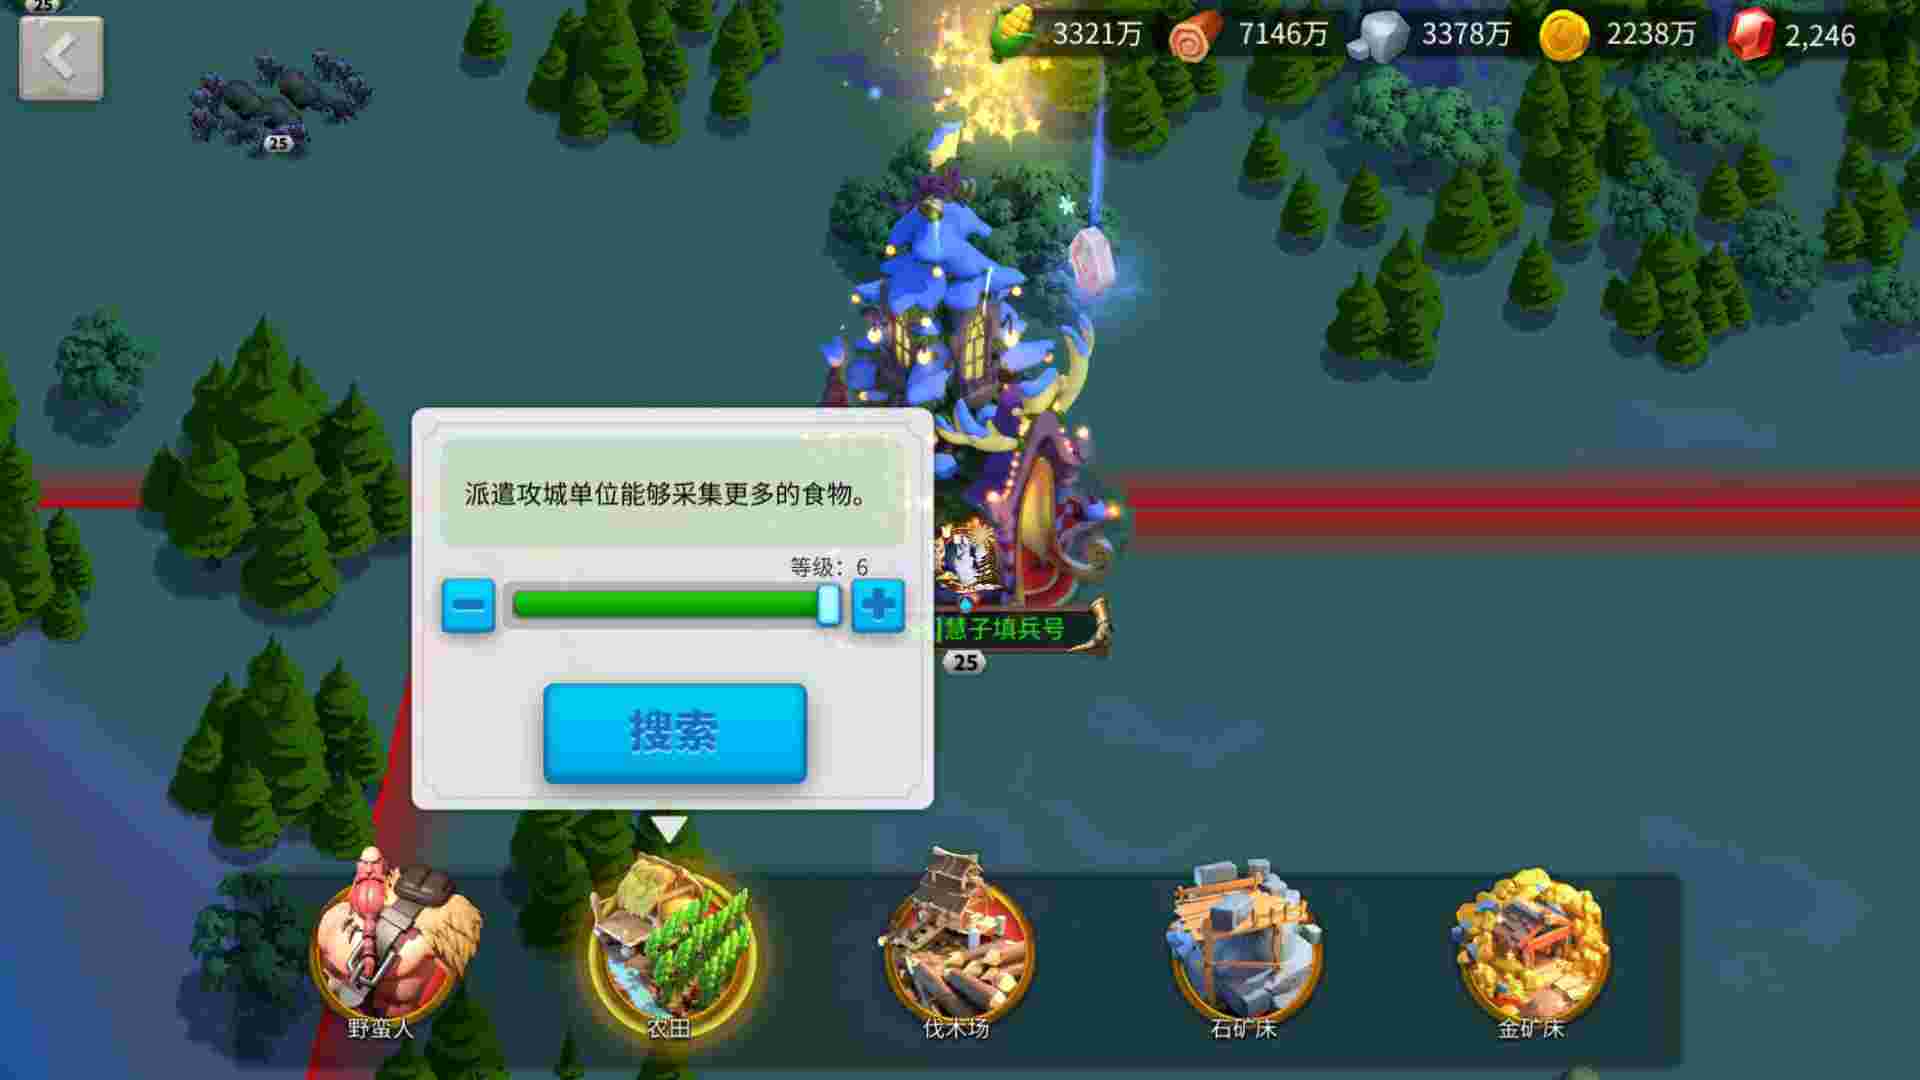 25
3321万
7146万
3378万
2238万
2,246
25
派遣攻城单位能够采集更多的食物。
等级：6
]慧子填兵号
25
搜索
野蛮人
农田
伐木场
石矿床
金矿床